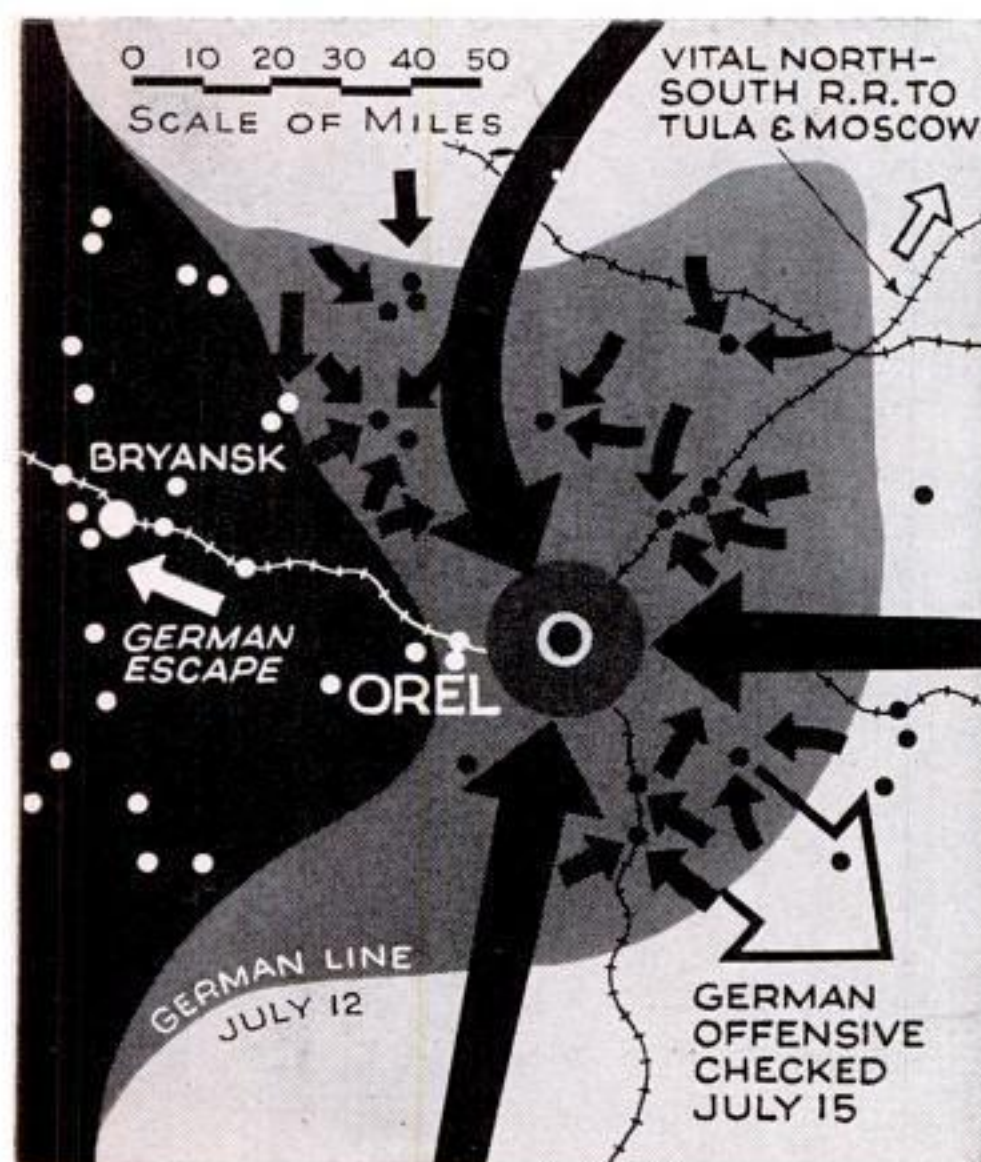 0 10 20 30 40 50
SCALE OF MILES
VITAL NORTH-
SOUTH R.R. TO
TULA & MOSCOW
BRYANSK
GERMAN
ESCAPE
OREL
GERMAN LINE
JULY 12
GERMAN
OFFENSIVE
CHECKED
JULY 15